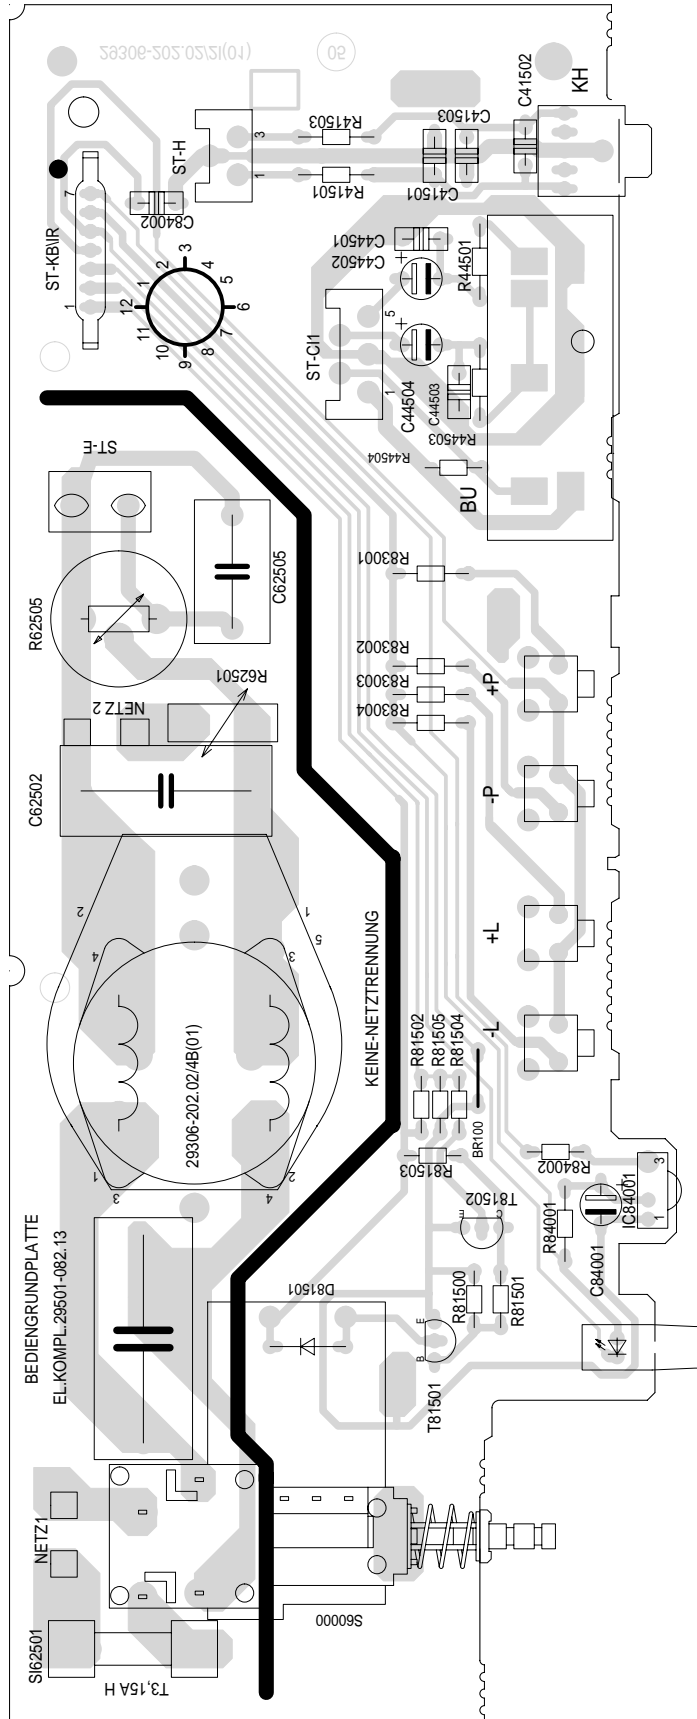 29306-202.02/2I(01)
05
C41502
KH
ST-H
3
1
R41503
C41503
R41501
C41501
7
ST-KB\IR
1
C84002
1
2
3
4
5
6
7
8
9
10
11
12
C44501
C44502
+
R44501
ST-CI1
5
1
+
C44504
C44503
R44503
R44504
BU
ST-E
R62505
C62505
R83001
R83002
R83003
R83004
+P
R62501
NETZ 2
C62502
-P
2
1
4
5
3
KEINE-NETZTRENNUNG
+L
29306-202.02/4B(01)
R81502
R81505
R81504
-L
BR100
1
3
2
4
R81503
R84002
T81502
E
C
R84001
+
IC84001
3
1
C84001
BEDIENGRUNDPLATTE
EL.KOMPL.29501-082.13
D81501
R81500
R81501
E
B
T81501
NETZ1
SI62501
T3,15A H
S60000